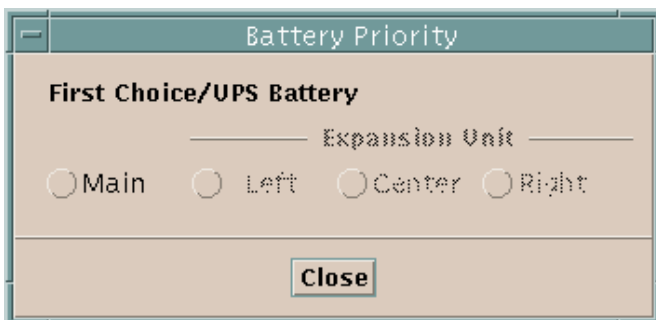 Battery Priority
First Choice/UPS Battery
Expansion Unit
Main Left Center Right
Close